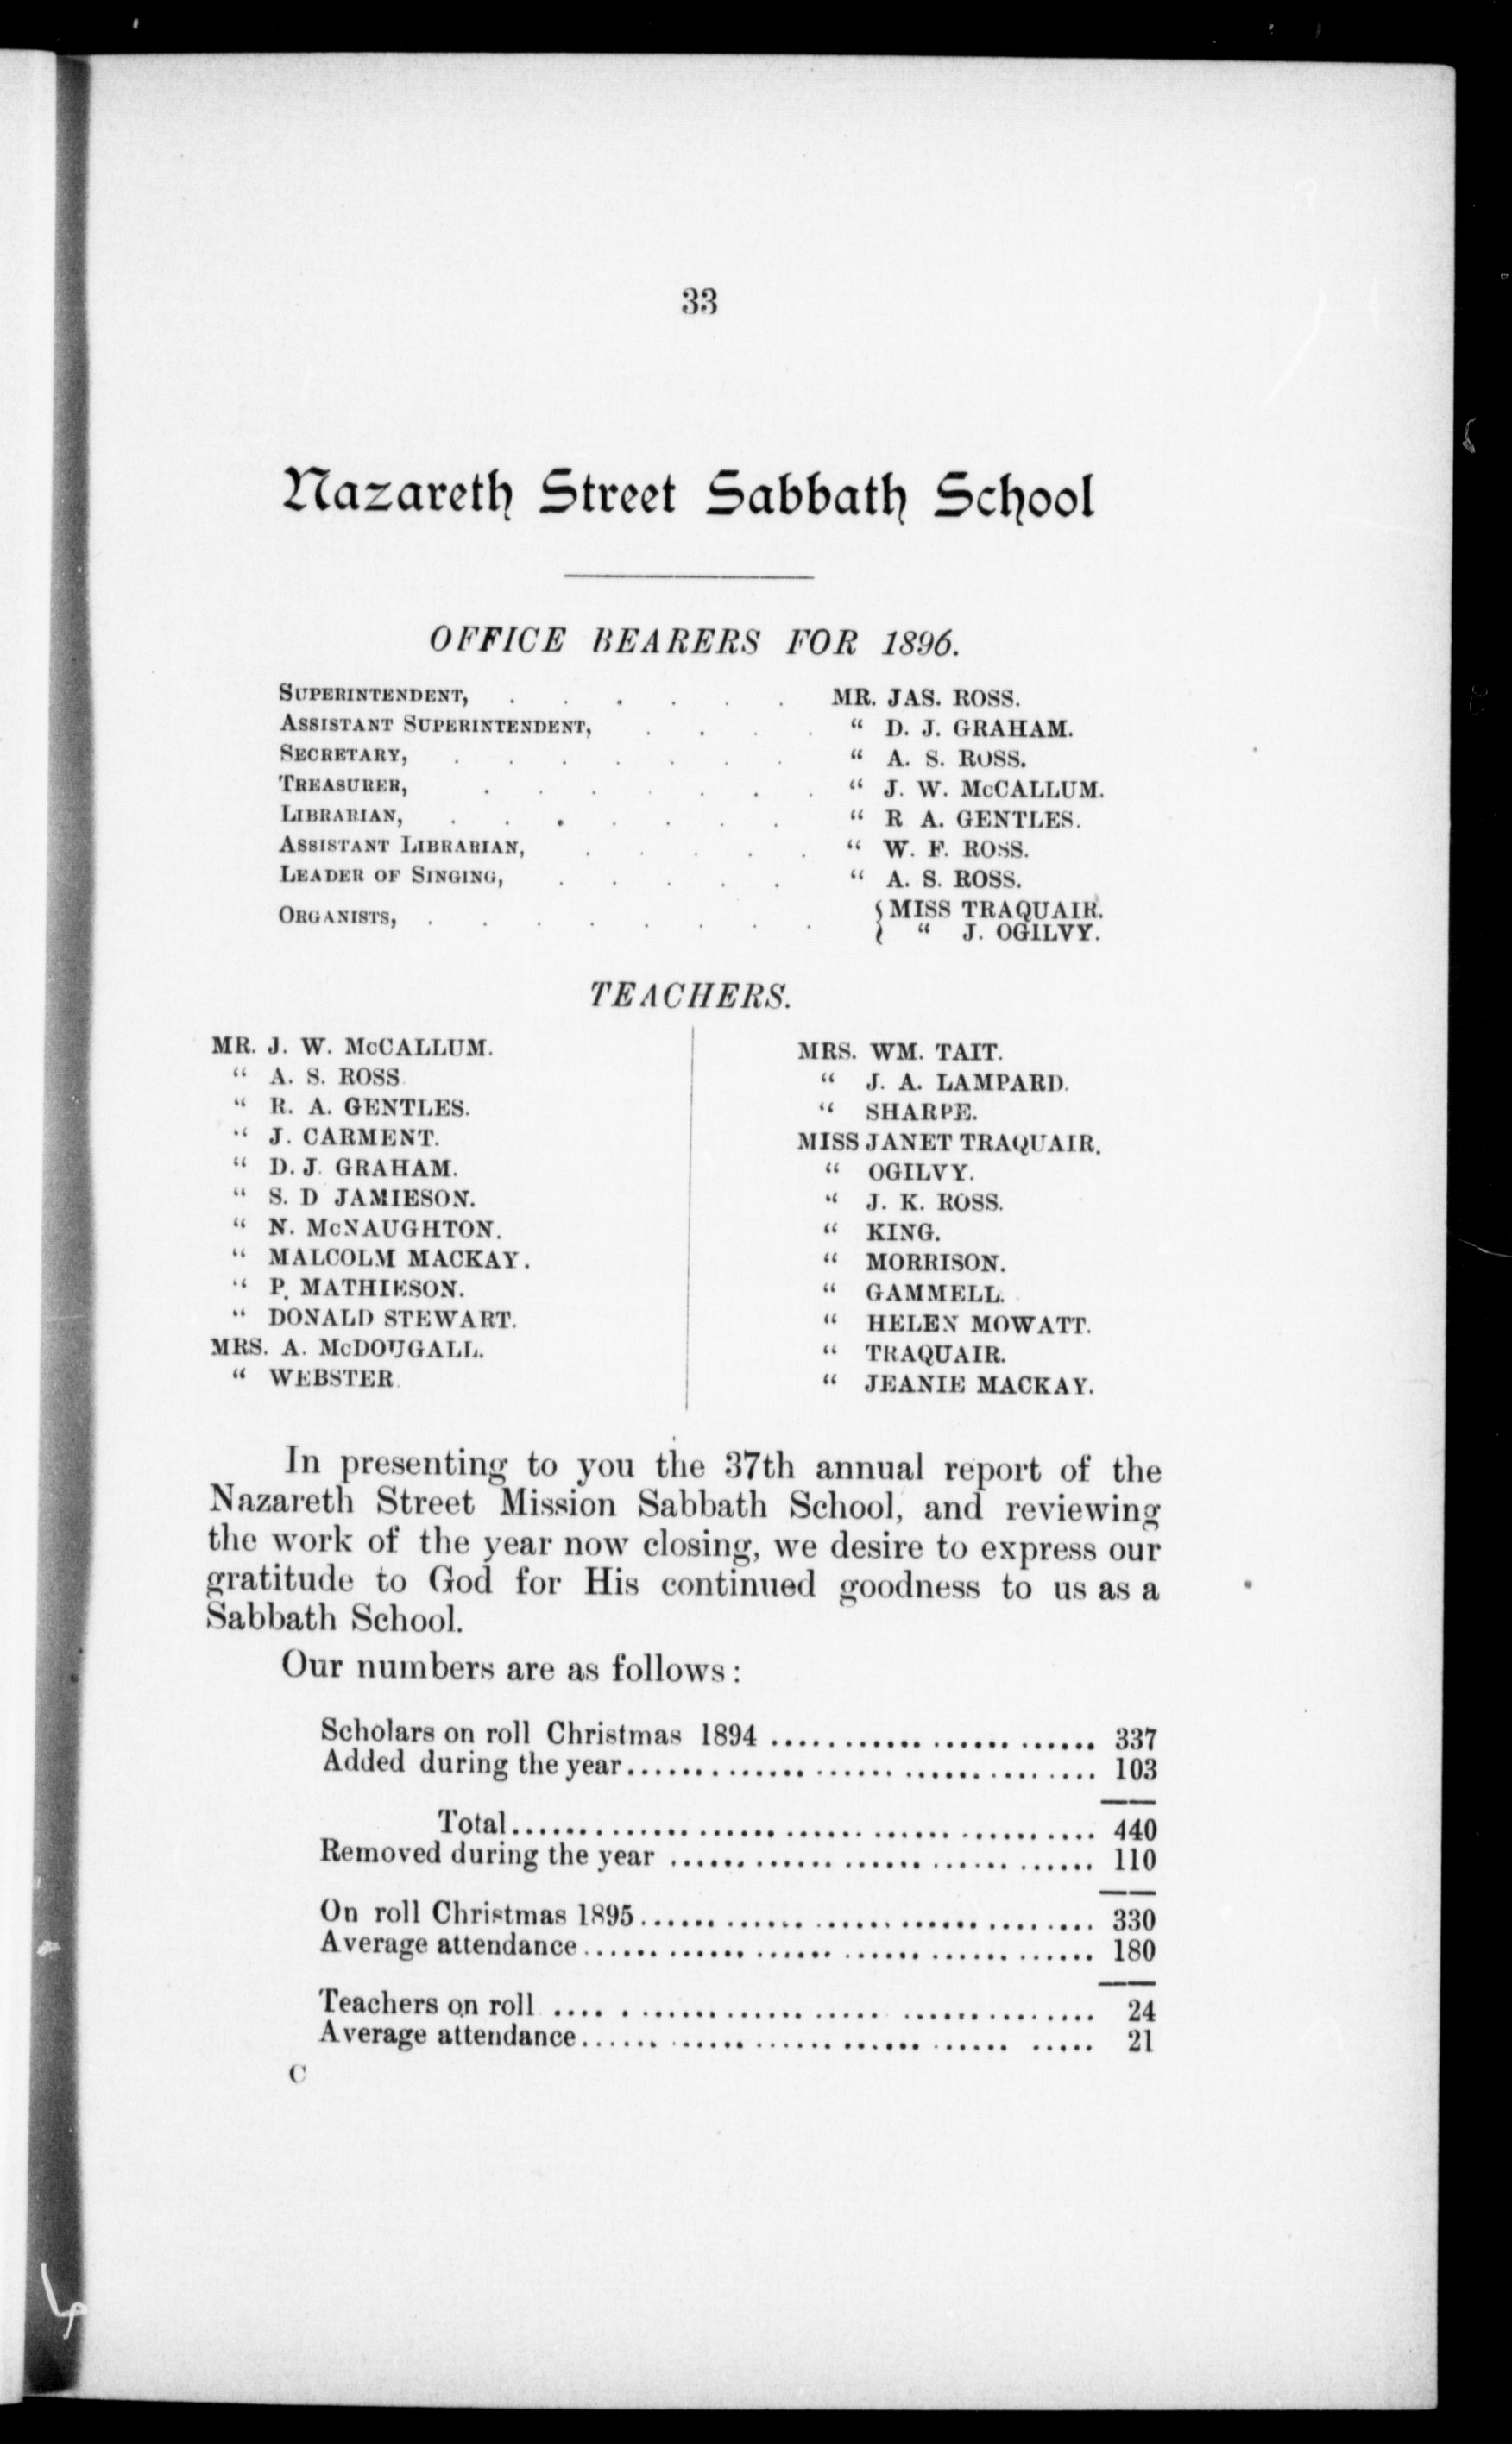 33
Nazareth Street Sabbath School
OFFICE BEARERS FOR 1896.
SUPERINTENDENT, . . . . . . MR. JAS. ROSS.
ASSISTANT SUPERINTENDENT, . . . . " D. J. GRAHAM.
SECRETARY, . . . . . . . " A. S. ROSS.
TREASURER, . . . . . . . " J. W. McCALLUM.
LIBRARIAN, . . . . . . . " R A. GENTLES.
ASSISTANT LIBRARIAN, . . . . . " W. F. ROSS.
LEADER OF SINGING, . . . . . " A. S. ROSS.
ORGANISTS, . . . . . . . . { MISS TRAQUAIR.
" J. OGILVY.
TEACHERS.
MR. J. W. McCALLUM.
" A. S. ROSS.
" R. A. GENTLES.
" J. CARMENT.
" D. J. GRAHAM.
" S. D JAMIESON.
" N. McNAUGHTON.
" MALCOLM MACKAY.
" P. MATHIESON.
" DONALD STEWART.
MRS. A. McDOUGALL.
" WEBSTER.
MRS. WM. TAIT.
" J. A. LAMPARD.
" SHARPE.
MISS JANET TRAQUAIR.
" OGILVY.
" J. K. ROSS.
" KING.
" MORRISON.
" GAMMELL.
" HELEN MOWATT.
" TRAQUAIR.
" JEANIE MACKAY.
In presenting to you the 37th annual report of the
Nazareth Street Mission Sabbath School, and reviewing
the work of the year now closing, we desire to express our
gratitude to God for His continued goodness to us as a
Sabbath School.
Our numbers are as follows:
Scholars on roll Christmas 1894 .......................... 337
Added during the year.................................... 103
Total............................................. 440
Removed during the year .................................. 110
On roll Christmas 1895.................................... 330
Average attendance........................................ 180
Teachers on roll .......................................... 24
Average attendance........................................ 21
C